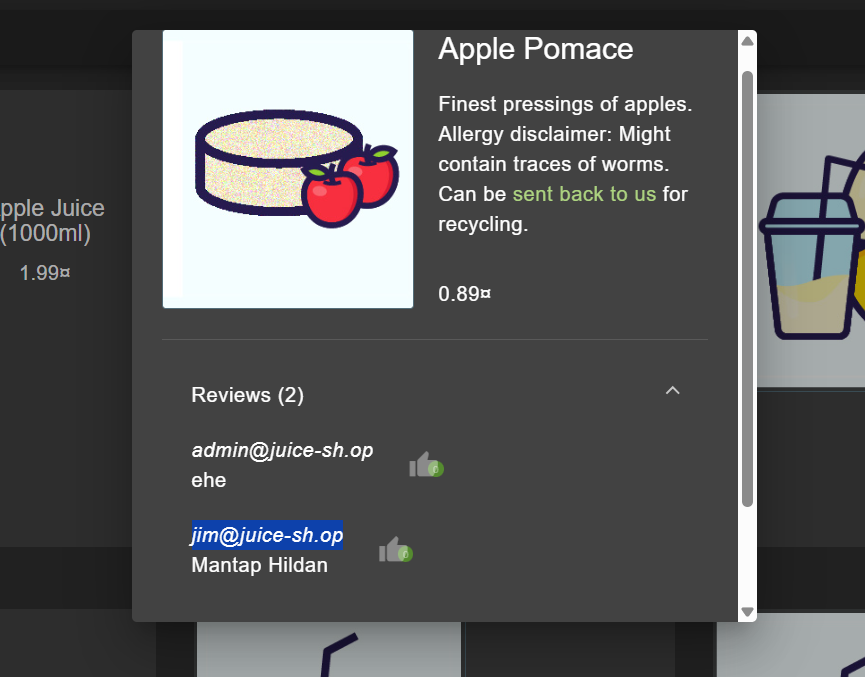 Apple Pomace
Finest pressings of apples.
Allergy disclaimer: Might
contain traces of worms.
Can be sent back to us for
recycling.
0.89¤
pple Juice
(1000ml)
1.99¤
Reviews (2)
admin@juice-sh.op
ehe
0
jim@juice-sh.op
Mantap Hildan
0